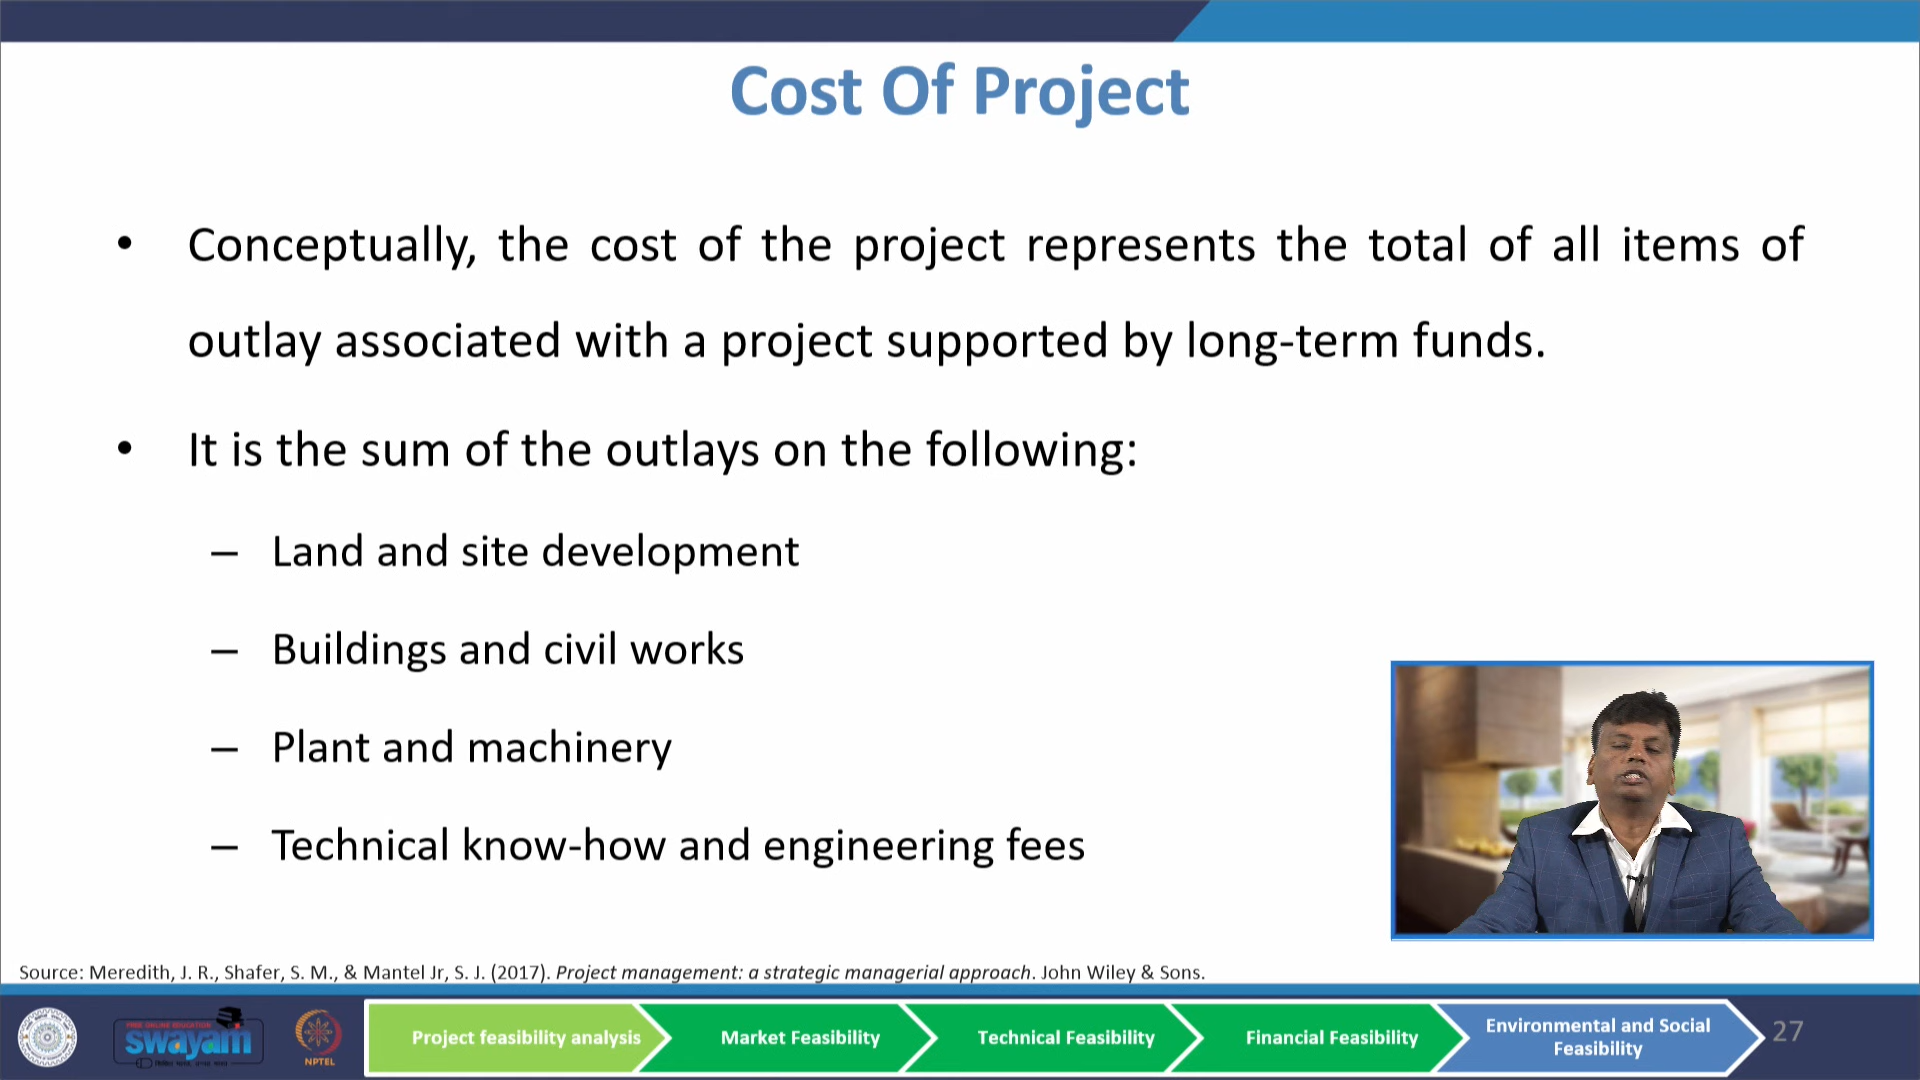 Cost Of Project
• Conceptually, the cost of the project represents the total of all items of
outlay associated with a project supported by long-term funds.
• It is the sum of the outlays on the following:
– Land and site development
– Buildings and civil works
– Plant and machinery
– Technical know-how and engineering fees
Source: Meredith, J. R., Shafer, S. M., & Mantel Jr, S. J. (2017). Project management: a strategic managerial approach. John Wiley & Sons.
FREE ONLINE EDUCATION
swayam
NPTEL
Project feasibility analysis
Market Feasibility
Technical Feasibility
Financial Feasibility
Environmental and Social
Feasibility
27